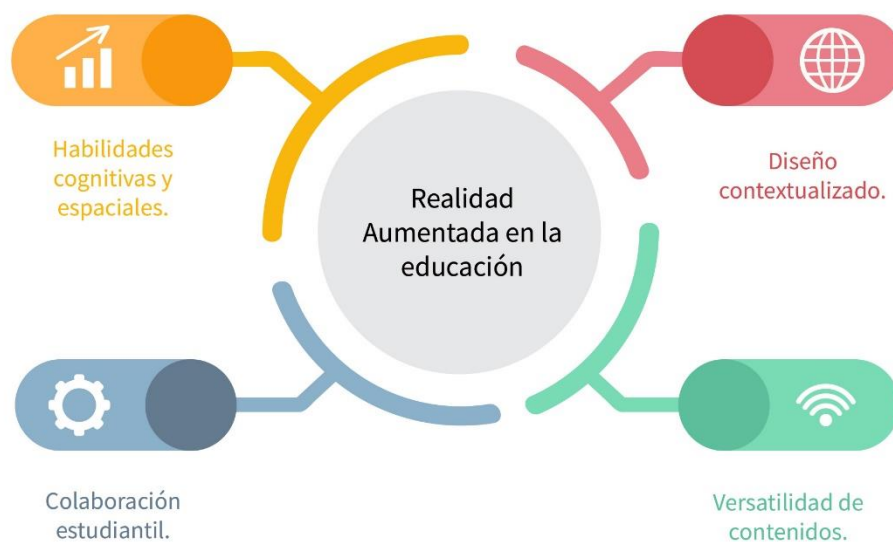 Habilidades
cognitivas y
espaciales.
Diseño
contextualizado.
Realidad
Aumentada en la
educación
Colaboración
estudiantil.
Versatilidad de
contenidos.